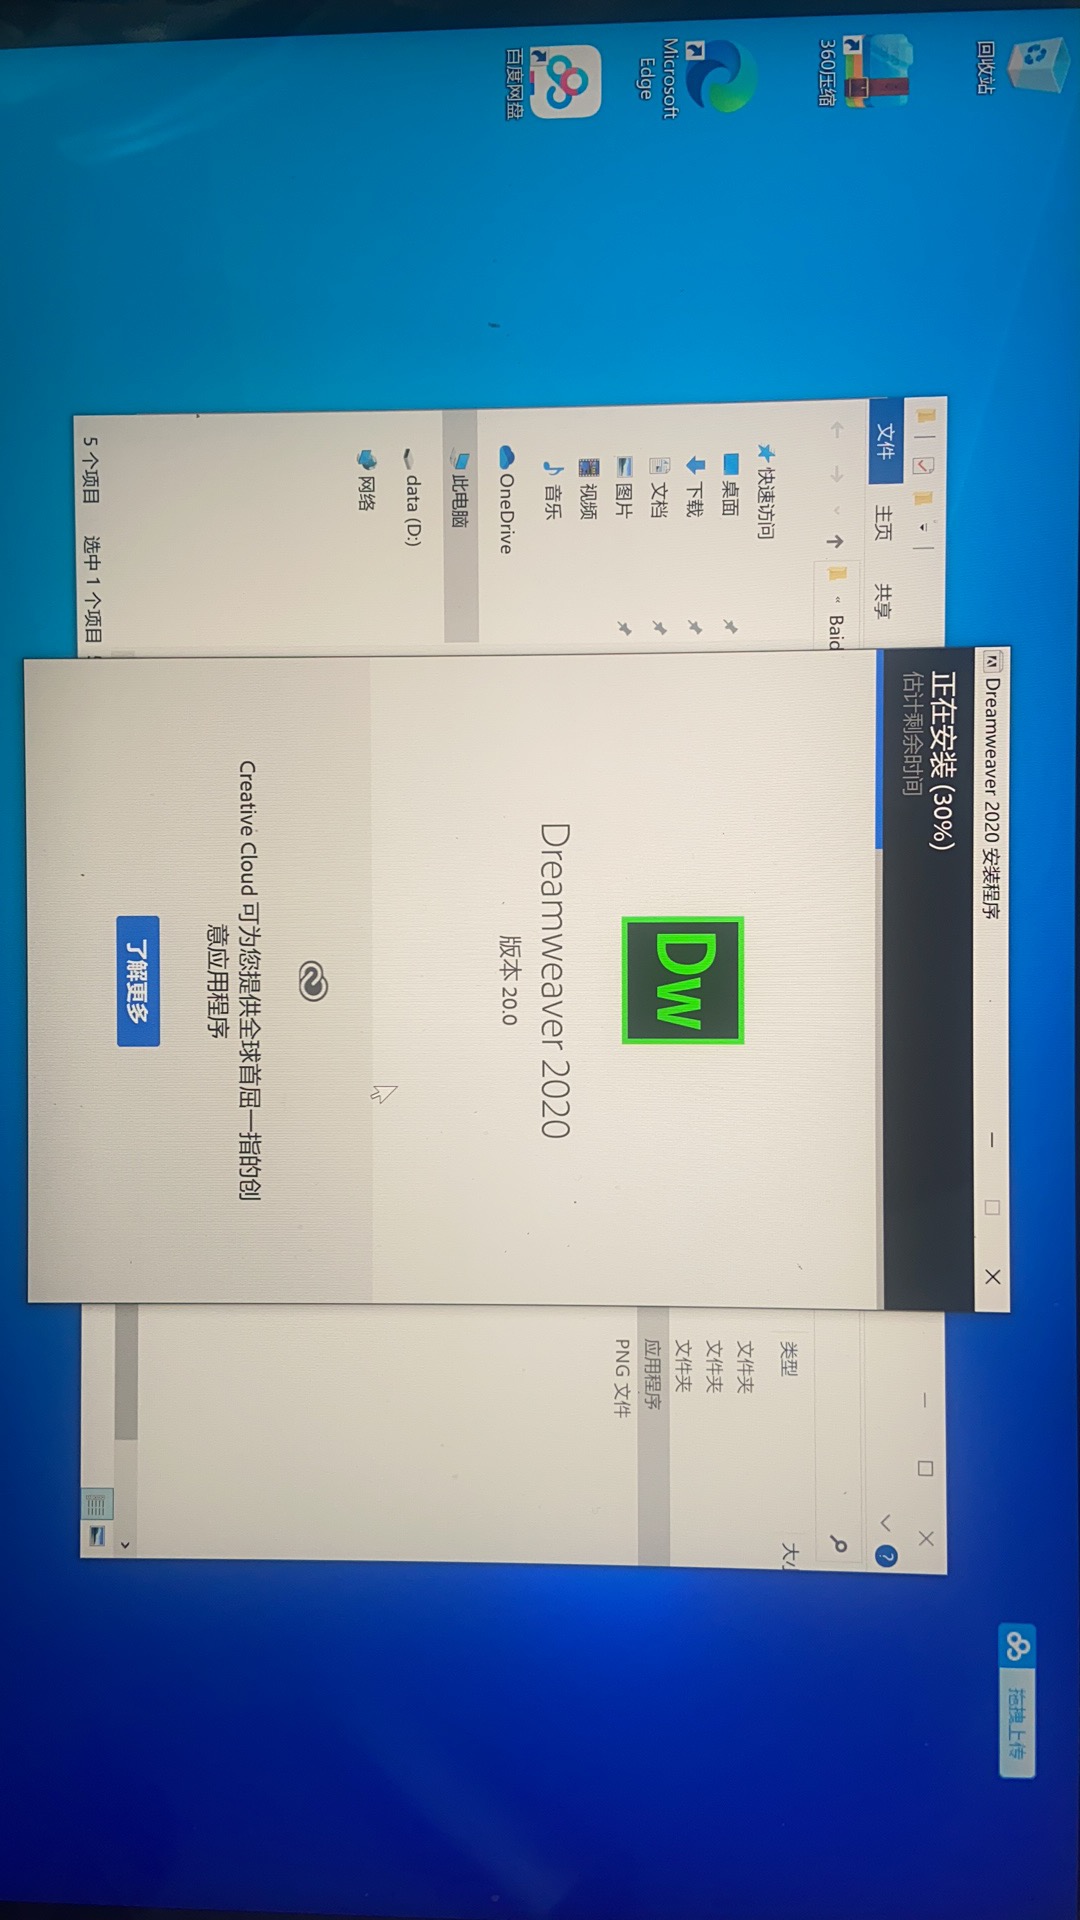 回收站
360压缩
Microsoft
Edge
百度网盘
文件
主页
共享
« Baid
快速访问
桌面
下载
文档
图片
视频
音乐
OneDrive
此电脑
data (D:)
网络
5 个项目
选中 1 个项目
Dreamweaver 2020 安装程序
正在安装 (30%)
估计剩余时间
Dw
Dreamweaver 2020
版本 20.0
Creative Cloud 可为您提供全球首屈一指的创
意应用程序
了解更多
类型
文件夹
文件夹
文件夹
应用程序
PNG 文件
拖拽上传